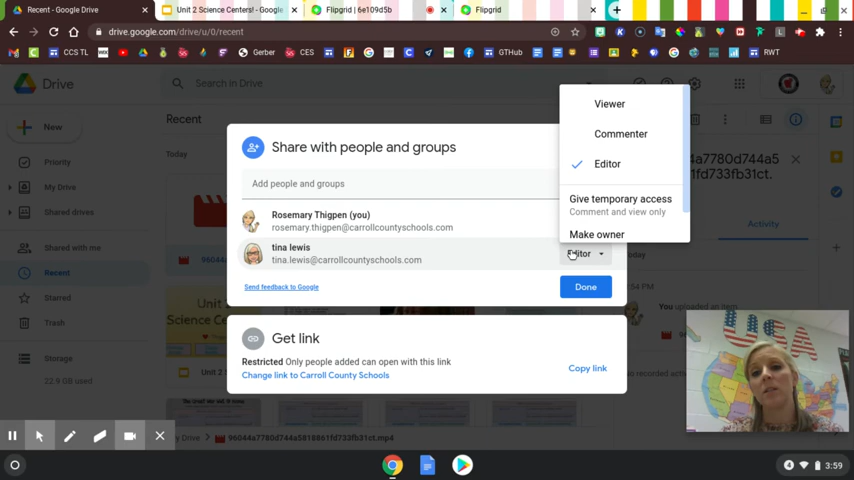 Recent - Google Drive
Unit 2 Science Centers! - Google
Flipgrid | 6e109d5b
Flipgrid
drive.google.com/drive/u/0/recent
CCS TL
Gerber
CES
GTHub
RWT
Drive
Search in Drive
New
Recent
Priority
Today
My Drive
Shared drives
Shared with me
Recent
Starred
Trash
Storage
22.9 GB used
Share with people and groups
Add people and groups
Rosemary Thigpen (you)
rosemary.thigpen@carrollcountyschools.com
tina lewis
tina.lewis@carrollcountyschools.com
Editor
Send feedback to Google
Done
Viewer
Commenter
Editor
Give temporary access
Comment and view only
Make owner
Get link
Restricted Only people added can open with this link
Change link to Carroll County Schools
Copy link
Activity
You uploaded an item
USA
96044a7780d744a5818861fd733fb31ct.mp4
4
3:59